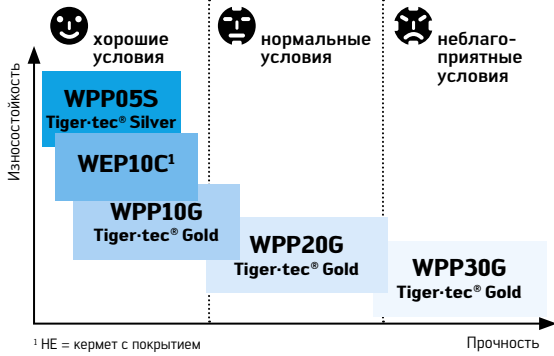 хорошие
условия
нормальные
условия
неблаго-
приятные
условия
Износостойкость
WPP05S
Tiger·tec® Silver
WEP10C¹
WPP10G
Tiger·tec® Gold
WPP20G
Tiger·tec® Gold
WPP30G
Tiger·tec® Gold
¹ HE = кермет с покрытием
Прочность